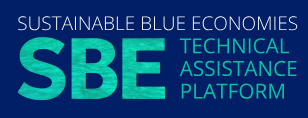 SUSTAINABLE BLUE ECONOMIES
SBE
TECHNICAL
ASSISTANCE
PLATFORM